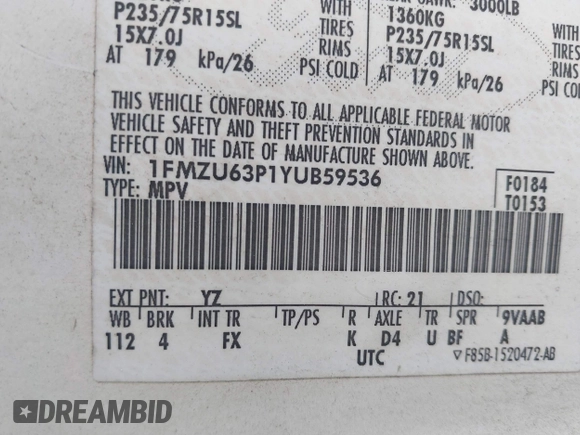 P235/75R15SL WITH 1360KG WITH
15X7.0J TIRES P235/75R15SL TIRES
AT 179 kPa/26 RIMS 15X7.0J RIMS
PSI COLD AT 179 kPa/26 PSI COLD
3000LB
THIS VEHICLE CONFORMS TO ALL APPLICABLE FEDERAL MOTOR
VEHICLE SAFETY AND THEFT PREVENTION STANDARDS IN
EFFECT ON THE DATE OF MANUFACTURE SHOWN ABOVE.
VIN: 1FMZU63P1YUB59536
TYPE: MPV
F0184
T0153
EXT PNT: YZ RC: 21 DSO:
WB BRK INT TR TP/PS R AXLE TR SPR 9VAAB
112 4 FX K D4 U BF A
UTC F85B-1520472-AB
DREAMBID